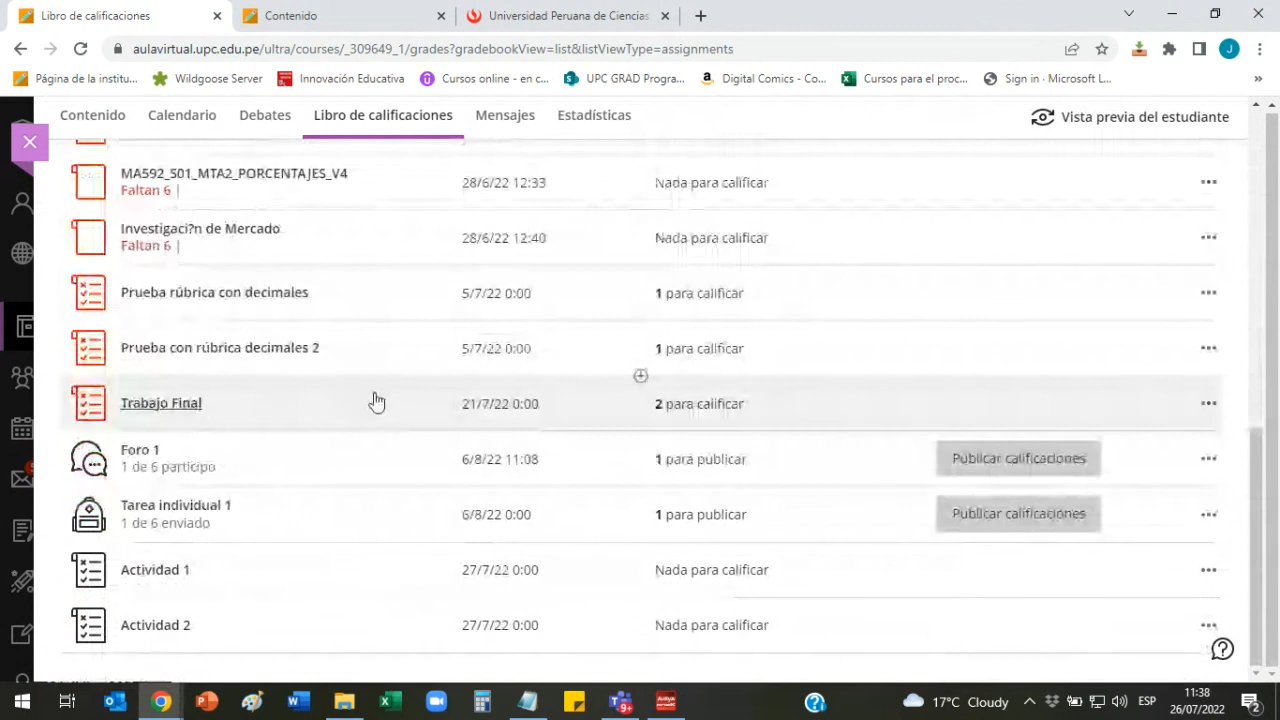 Libro de calificaciones
Contenido
Universidad Peruana de Ciencias
aulavirtual.upc.edu.pe/ultra/courses/_309649_1/grades?gradebookView=list&listViewType=assignments
J
Página de la institu...
Wildgoose Server
Innovación Educativa
Cursos online - en c...
UPC GRAD Progra...
Digital Comics - Co...
Cursos para el proc...
Sign in · Microsoft L...
»
Contenido
Calendario
Debates
Libro de calificaciones
Mensajes
Estadísticas
Vista previa del estudiante
MA592_S01_MTA2_PORCENTAJES_V4
Faltan 6 |
28/6/22 12:33
Nada para calificar
Investigaci?n de Mercado
Faltan 6 |
28/6/22 12:40
Nada para calificar
Prueba rúbrica con decimales
5/7/22 0:00
1 para calificar
Prueba con rúbrica decimales 2
5/7/22 0:00
1 para calificar
Trabajo Final
21/7/22 0:00
2 para calificar
Foro 1
1 de 6 participo
6/8/22 11:08
1 para publicar
Publicar calificaciones
Tarea individual 1
1 de 6 enviado
6/8/22 0:00
1 para publicar
Publicar calificaciones
Actividad 1
27/7/22 0:00
Nada para calificar
Actividad 2
27/7/22 0:00
Nada para calificar
17°C Cloudy
ESP
11:38
26/07/2022